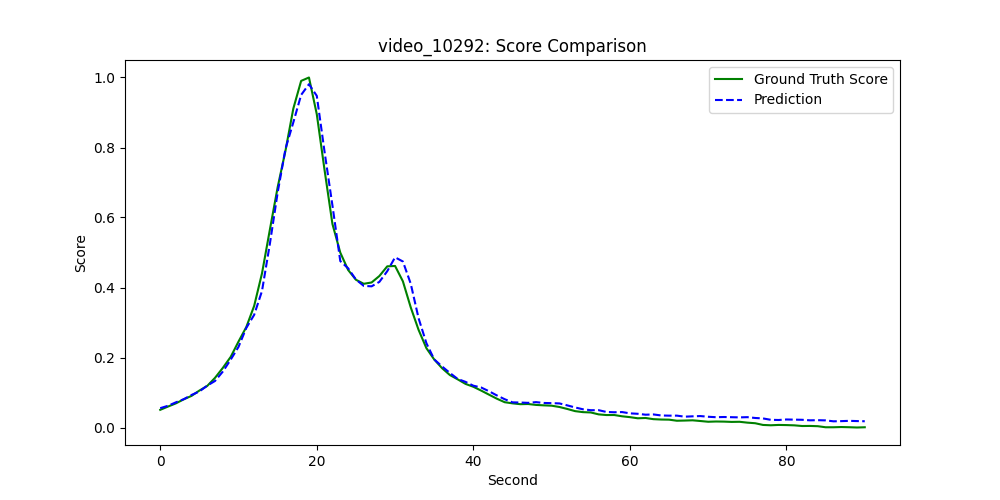 video_10292: Score Comparison
Ground Truth Score
Prediction
Score
1.0
0.8
0.6
0.4
0.2
0.0
0 20 40 60 80
Second